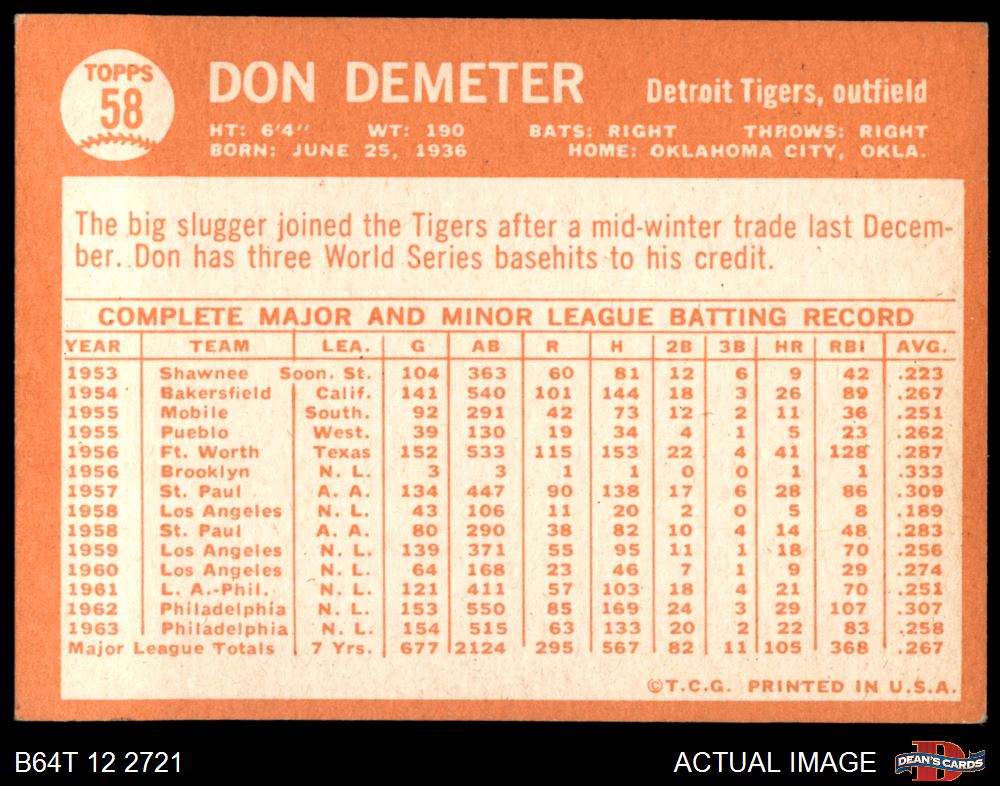 TOPPS
58
DON DEMETER Detroit Tigers, outfield
HT: 6'4" WT: 190 BATS: RIGHT THROWS: RIGHT
BORN: JUNE 25, 1936 HOME: OKLAHOMA CITY, OKLA.
The big slugger joined the Tigers after a mid-winter trade last Decem-
ber. Don has three World Series basehits to his credit.
COMPLETE MAJOR AND MINOR LEAGUE BATTING RECORD
YEAR TEAM LEA. G AB R H 2B 3B HR RBI AVG.
1953 Shawnee Soon. St. 104 363 60 81 12 6 9 42 .223
1954 Bakersfield Calif. 141 540 101 144 18 3 26 89 .267
1955 Mobile South. 92 291 42 73 12 2 11 36 .251
1955 Pueblo West. 39 130 19 34 4 1 5 23 .262
1956 Ft. Worth Texas 152 533 115 153 22 4 41 128 .287
1956 Brooklyn N. L. 3 3 1 1 0 0 1 1 .333
1957 St. Paul A. A. 134 447 90 138 17 6 28 86 .309
1958 Los Angeles N. L. 43 106 11 20 2 0 5 8 .189
1958 St. Paul A. A. 80 290 38 82 10 4 14 48 .283
1959 Los Angeles N. L. 139 371 55 95 11 1 18 70 .256
1960 Los Angeles N. L. 64 168 23 46 7 1 9 29 .274
1961 L. A.-Phil. N. L. 121 411 57 103 18 4 21 70 .251
1962 Philadelphia N. L. 153 550 85 169 24 3 29 107 .307
1963 Philadelphia N. L. 154 515 63 133 20 2 22 83 .258
Major League Totals 7 Yrs. 677 2124 295 567 82 11 105 368 .267
©T.C.G. PRINTED IN U.S.A.
B64T 12 2721 ACTUAL IMAGE DEAN'S CARDS